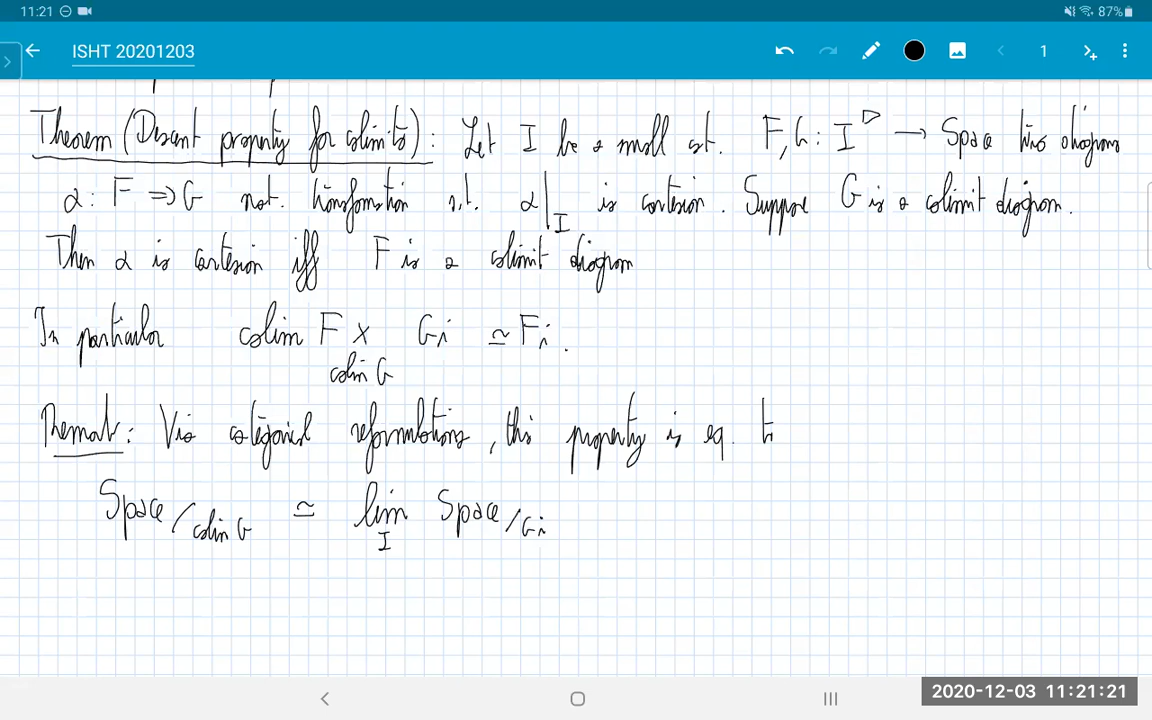 11:21
87%
ISHT 20201203
1
Theorem (Descent property for colimits): Let I be a small cat. F, G : I^▷ → Space two diagrams
α : F ⇒ G nat. transformation s.t. α|_I is cartesian. Suppose G is a colimit diagram.
Then α is cartesian iff F is a colimit diagram
In particular colim F ×_{colim G} G_i ≃ F_i.
Remark: Via categorical reformulations, this property is eq. to
Space_{/colim G} ≃ lim_I Space_{/G_i}
2020-12-03 11:21:21